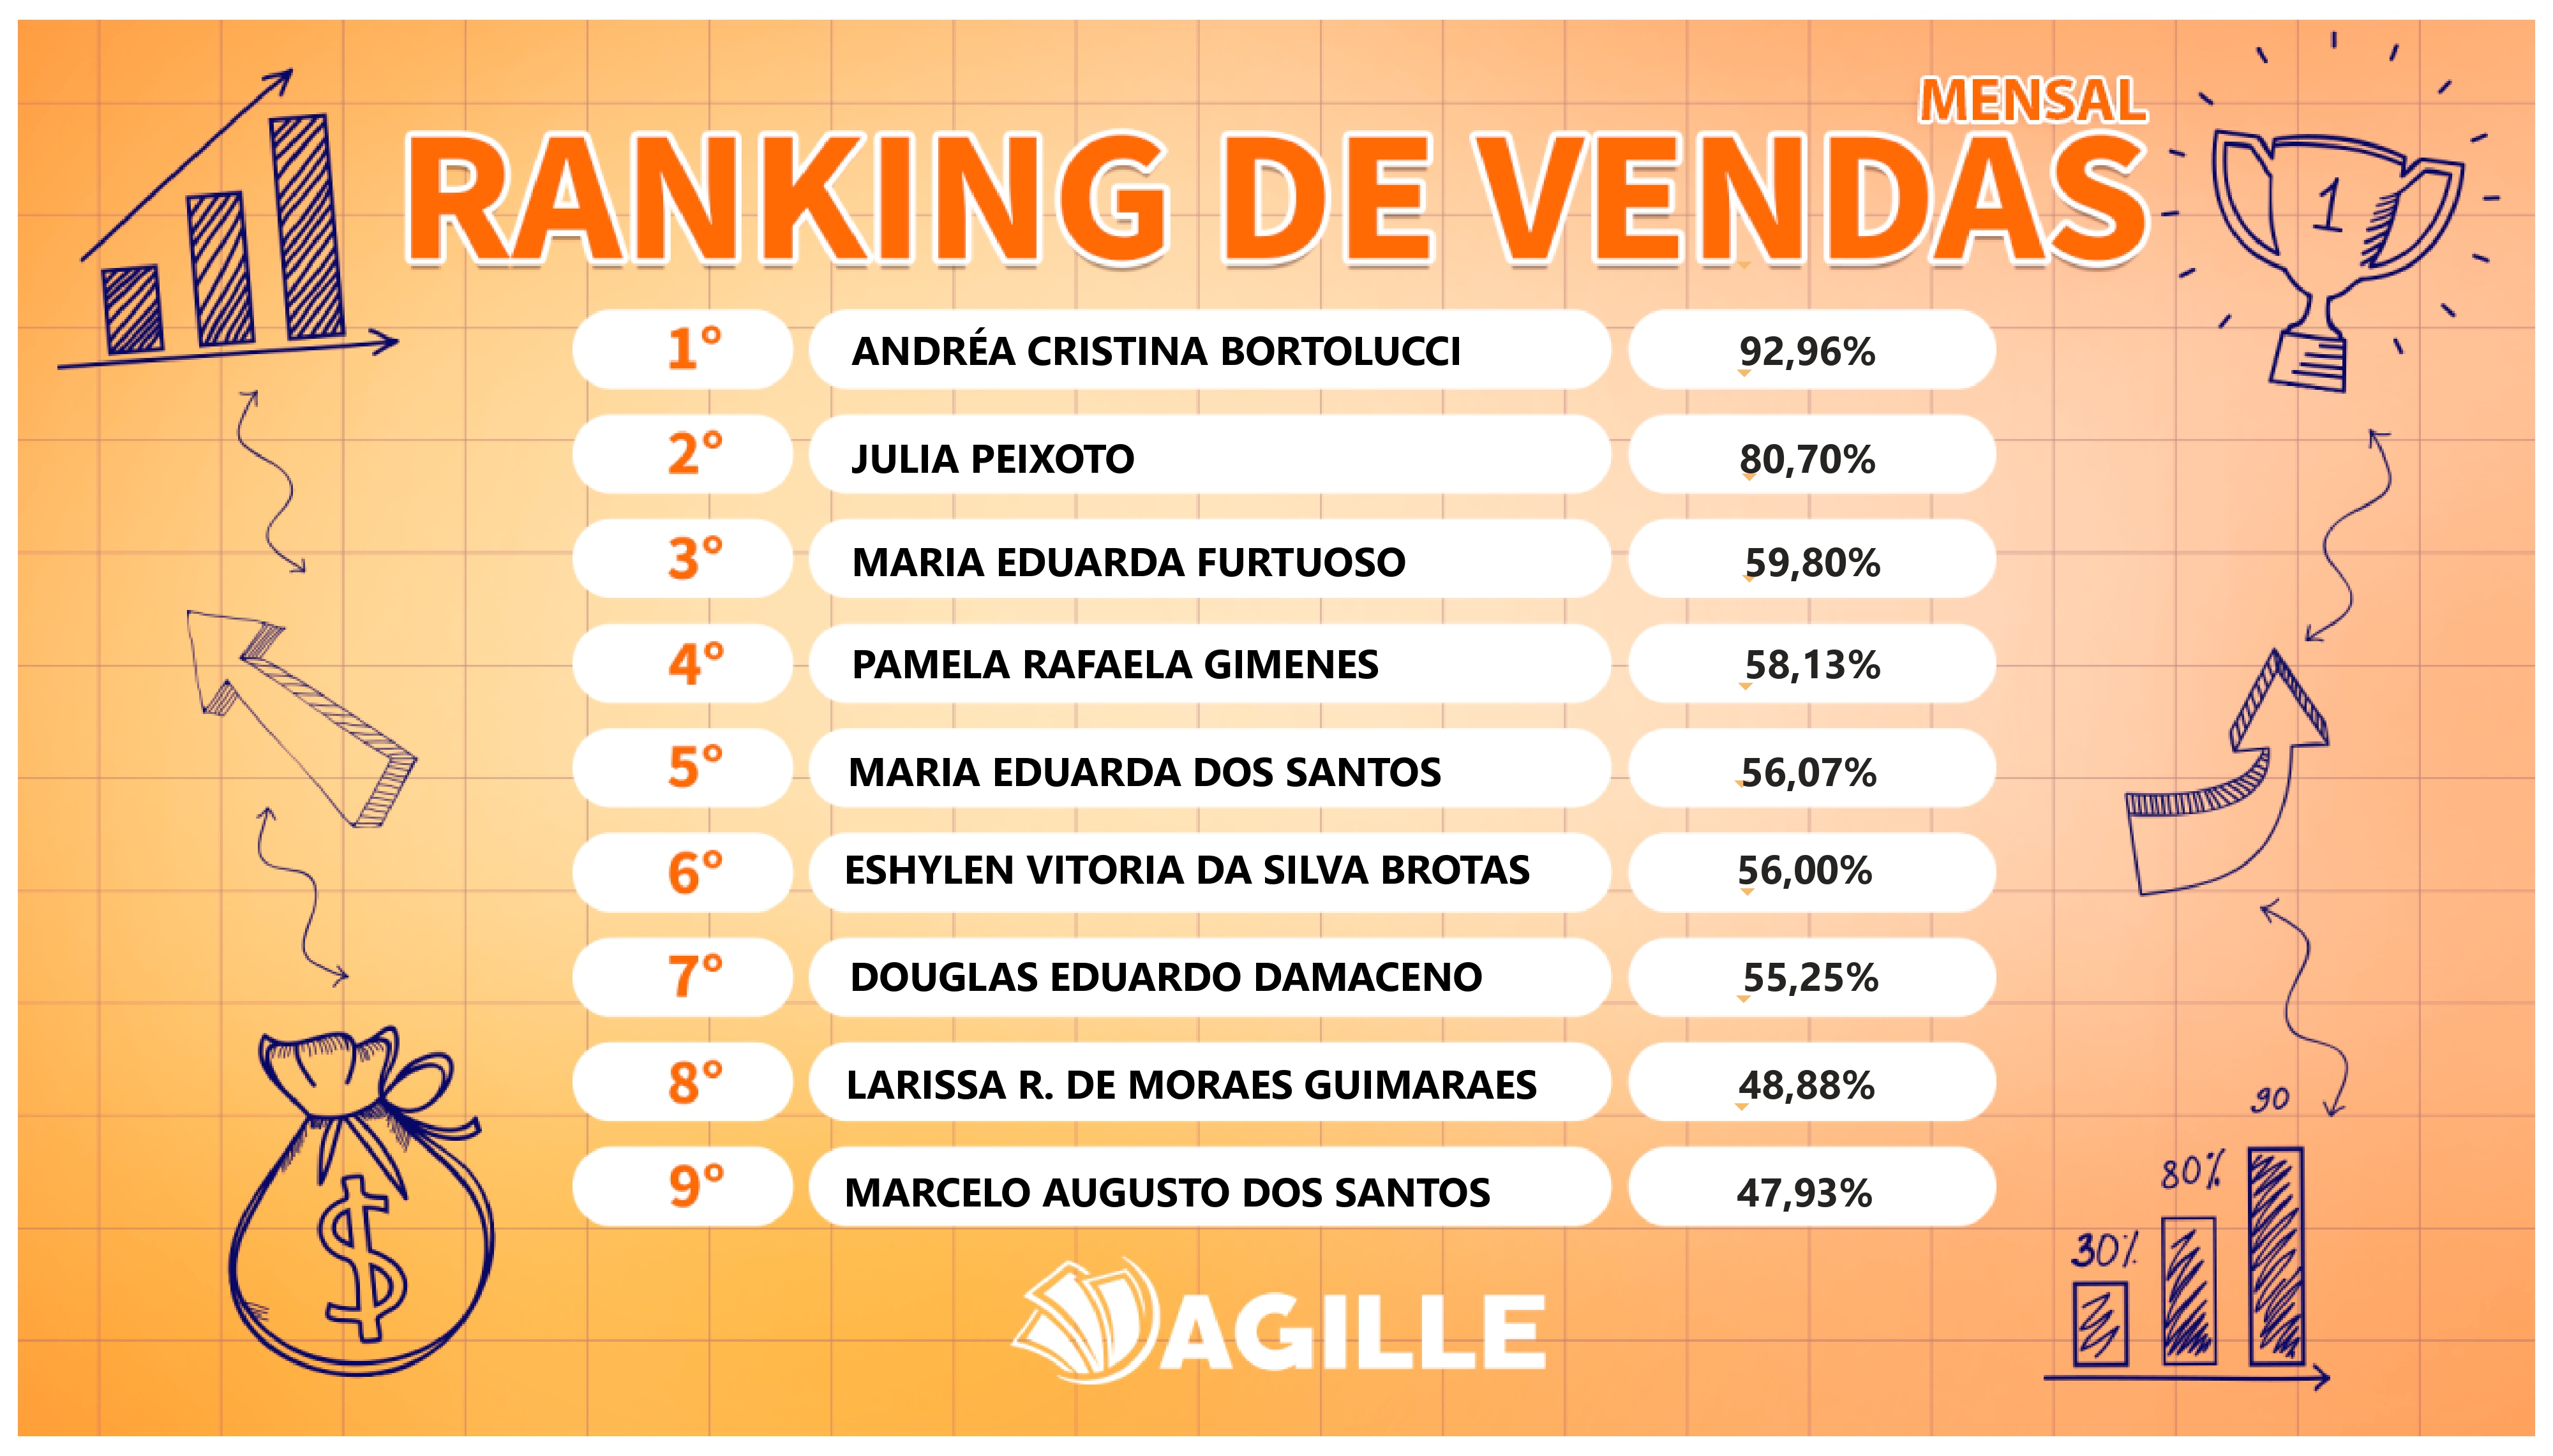 MENSAL
RANKING DE VENDAS
1
1° ANDRÉA CRISTINA BORTOLUCCI 92,96%
2° JULIA PEIXOTO 80,70%
3° MARIA EDUARDA FURTUOSO 59,80%
4° PAMELA RAFAELA GIMENES 58,13%
5° MARIA EDUARDA DOS SANTOS 56,07%
6° ESHYLEN VITORIA DA SILVA BROTAS 56,00%
7° DOUGLAS EDUARDO DAMACENO 55,25%
8° LARISSA R. DE MORAES GUIMARAES 48,88%
9° MARCELO AUGUSTO DOS SANTOS 47,93%
90
80%
30%
$
AGILLE